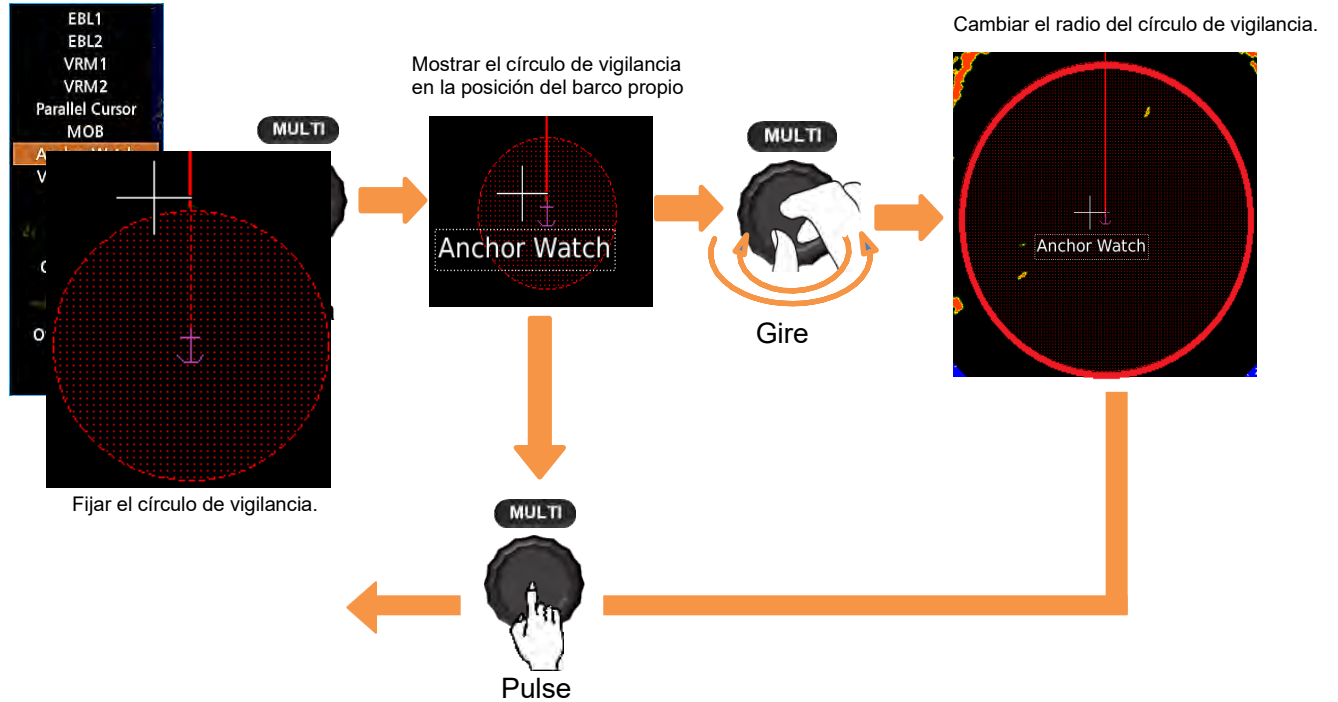 EBL1
EBL2
VRM1
VRM2
Parallel Cursor
MOB
MULTI
Mostrar el círculo de vigilancia
en la posición del barco propio
Anchor Watch
MULTI
Gire
Cambiar el radio del círculo de vigilancia.
Anchor Watch
Fijar el círculo de vigilancia.
MULTI
Pulse